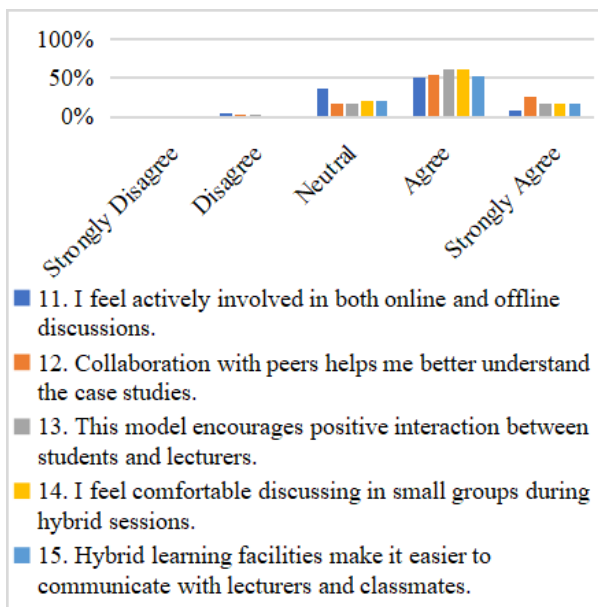 100%
50%
0%
Strongly Disagree
Disagree
Neutral
Agree
Strongly Agree
11. I feel actively involved in both online and offline
discussions.
12. Collaboration with peers helps me better understand
the case studies.
13. This model encourages positive interaction between
students and lecturers.
14. I feel comfortable discussing in small groups during
hybrid sessions.
15. Hybrid learning facilities make it easier to
communicate with lecturers and classmates.